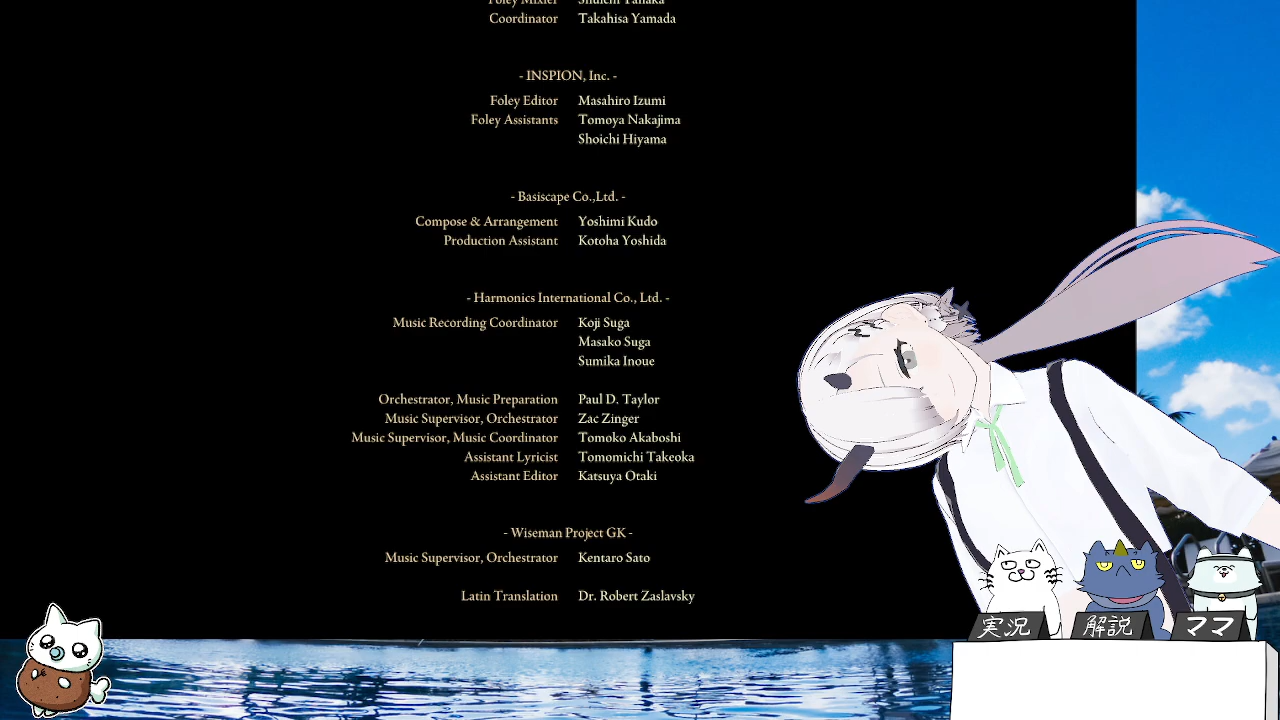 Foley Mixier Shuichi Tanaka
Coordinator Takahisa Yamada
- INSPION, Inc. -
Foley Editor Masahiro Izumi
Foley Assistants Tomoya Nakajima
Shoichi Hiyama
- Basiscape Co.,Ltd. -
Compose & Arrangement Yoshimi Kudo
Production Assistant Kotoha Yoshida
- Harmonics International Co., Ltd. -
Music Recording Coordinator Koji Suga
Masako Suga
Sumika Inoue
Orchestrator, Music Preparation Paul D. Taylor
Music Supervisor, Orchestrator Zac Zinger
Music Supervisor, Music Coordinator Tomoko Akaboshi
Assistant Lyricist Tomomichi Takeoka
Assistant Editor Katsuya Otaki
- Wiseman Project GK -
Music Supervisor, Orchestrator Kentaro Sato
Latin Translation Dr. Robert Zaslavsky
実況
解説
ママ